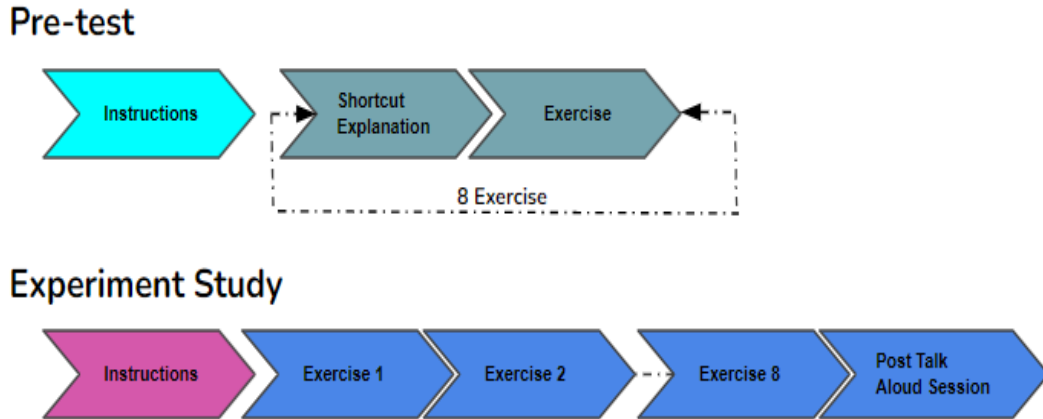 Pre-test
Instructions
Shortcut
Explanation
Exercise
8 Exercise
Experiment Study
Instructions
Exercise 1
Exercise 2
Exercise 8
Post Talk
Aloud Session